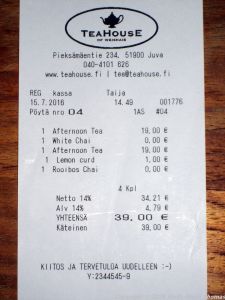 TEAHOUSE
OF WEHMAIS
Pieksämäentie 234, 51900 Juva
040-4101 626
www.teahouse.fi | tea@teahouse.fi
REG kassa Taija
15.7.2016 14.49 001776
Pöytä nro 04 1AS #04
1 Afternoon Tea 19,00 €
1 White Chai 0,00 €
1 Afternoon Tea 19,00 €
1 Lemon curd 1,00 €
1 Rooibos Chai 0,00 €
4 Kpl
Netto 14% 34,21 €
Alv 14% 4,79 €
YHTEENSÄ 39,00 €
Käteinen 39,00 €
KIITOS JA TERVETULOA UUDELLEEN :-)
Y:2344545-9